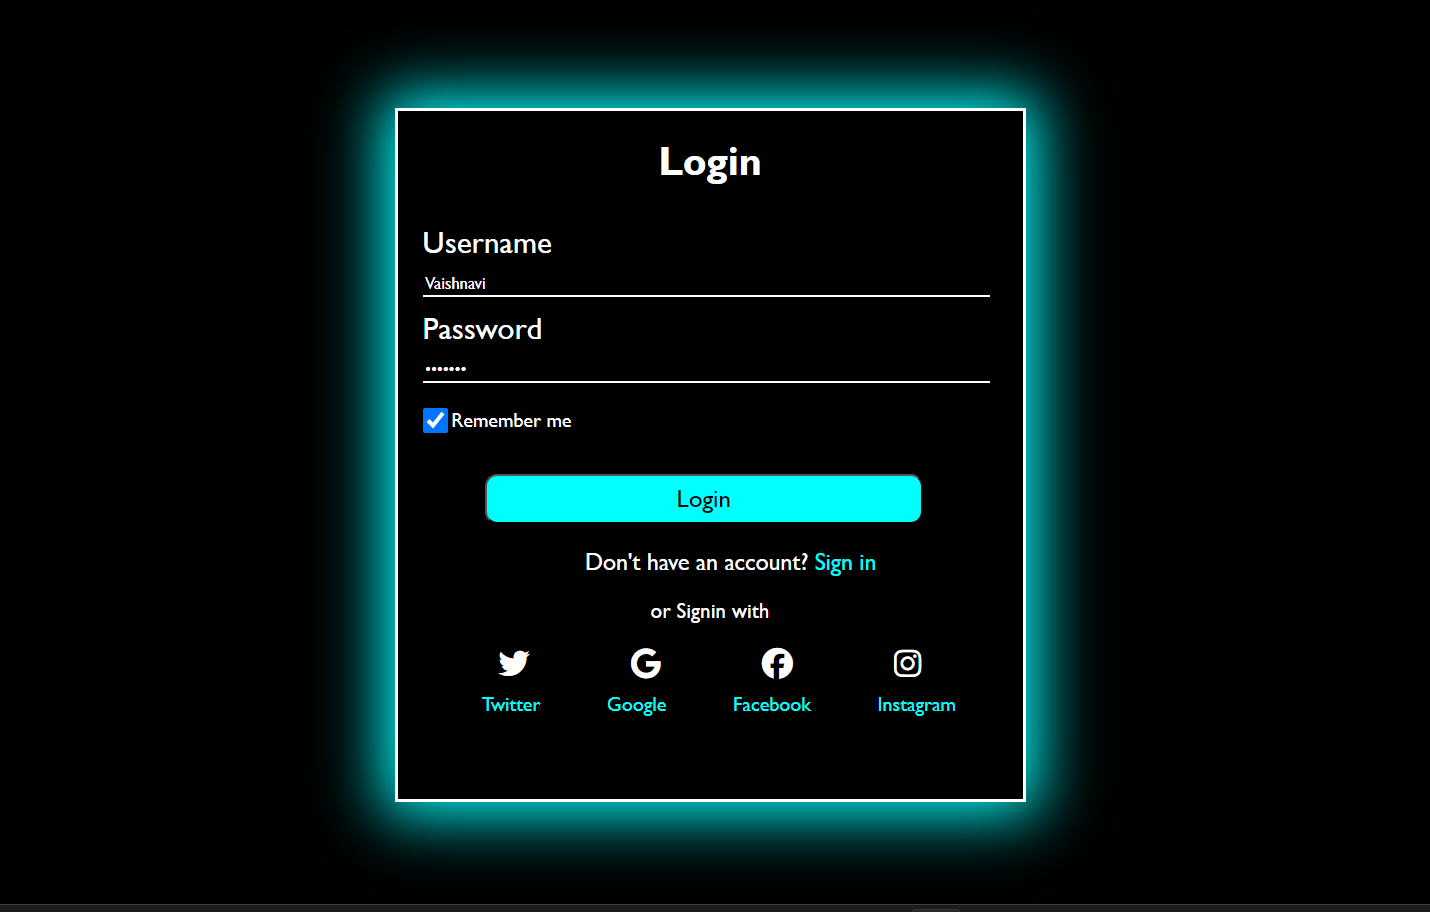 Login
Username
Vaishnavi
Password
•••••••
Remember me
Login
Don't have an account? Sign in
or Signin with
Twitter Google Facebook Instagram